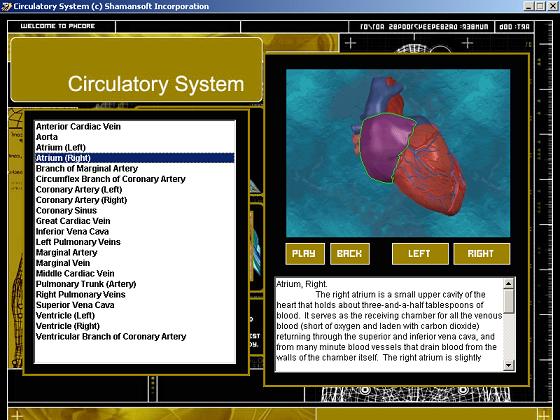 Circulatory System (c) Shamansoft Incorporation
WELCOME TO PHCORE
Circulatory System
Anterior Cardiac Vein
Aorta
Atrium (Left)
Atrium (Right)
Branch of Marginal Artery
Circumflex Branch of Coronary Artery
Coronary Artery (Left)
Coronary Artery (Right)
Coronary Sinus
Great Cardiac Vein
Inferior Vena Cava
Left Pulmonary Veins
Marginal Artery
Marginal Vein
Middle Cardiac Vein
Pulmonary Trunk (Artery)
Right Pulmonary Veins
Superior Vena Cava
Ventricle (Left)
Ventricle (Right)
Ventricular Branch of Coronary Artery
PLAY BACK LEFT RIGHT
Atrium, Right.
The right atrium is a small upper cavity of the
heart that holds about three-and-a-half tablespoons of
blood. It serves as the receiving chamber for all the venous
blood (short of oxygen and laden with carbon dioxide)
returning through the superior and inferior vena cava, and
from many minute blood vessels that drain blood from the
walls of the chamber itself. The right atrium is slightly